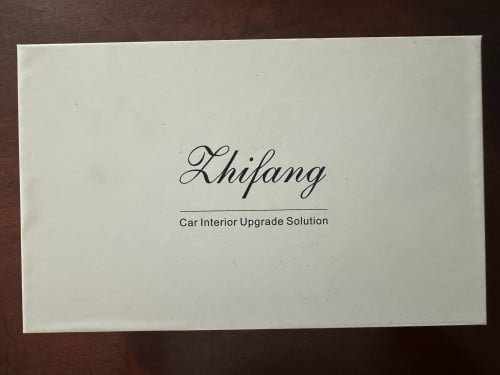 Zhifang
Car Interior Upgrade Solution